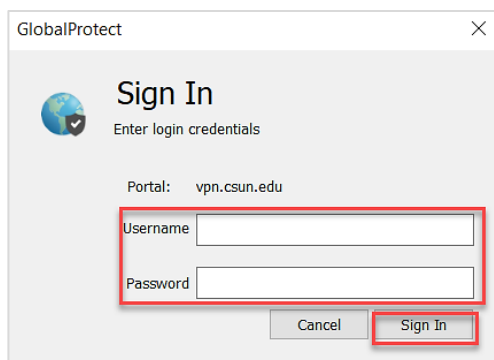 GlobalProtect
Sign In
Enter login credentials
Portal: vpn.csun.edu
Username
Password
Cancel Sign In